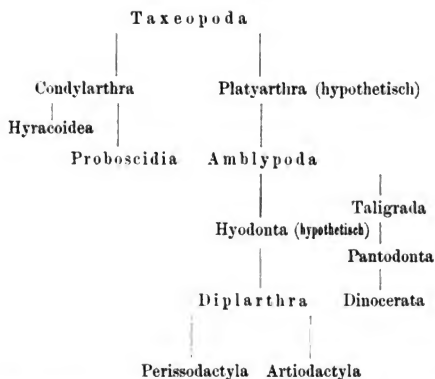 Taxeopoda
Condylarthra Platyarthra (hypothetisch)
Hyracoidea
Proboscidia Amblypoda
Taligrada
Hyodonta (hypothetisch)
Pantodonta
Diplarthra Dinocerata
Perissodactyla Artiodactyla